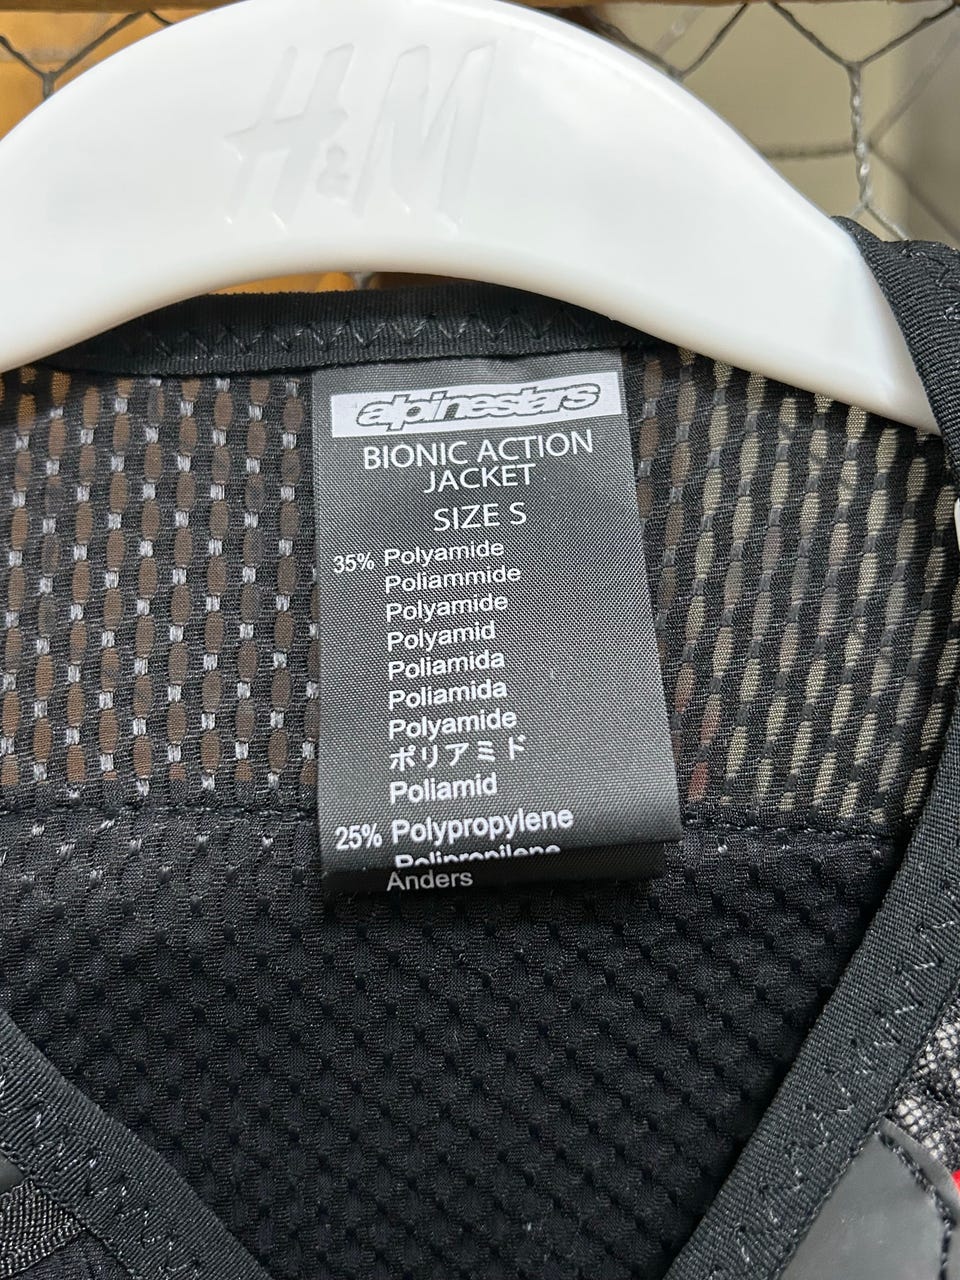 H&M
alpinestars
BIONIC ACTION
JACKET
SIZE S
35% Polyamide
Poliammide
Polyamide
Polyamid
Poliamida
Poliamida
Polyamide
ポリアミド
Poliamid
25% Polypropylene
Polipropilene
Anders